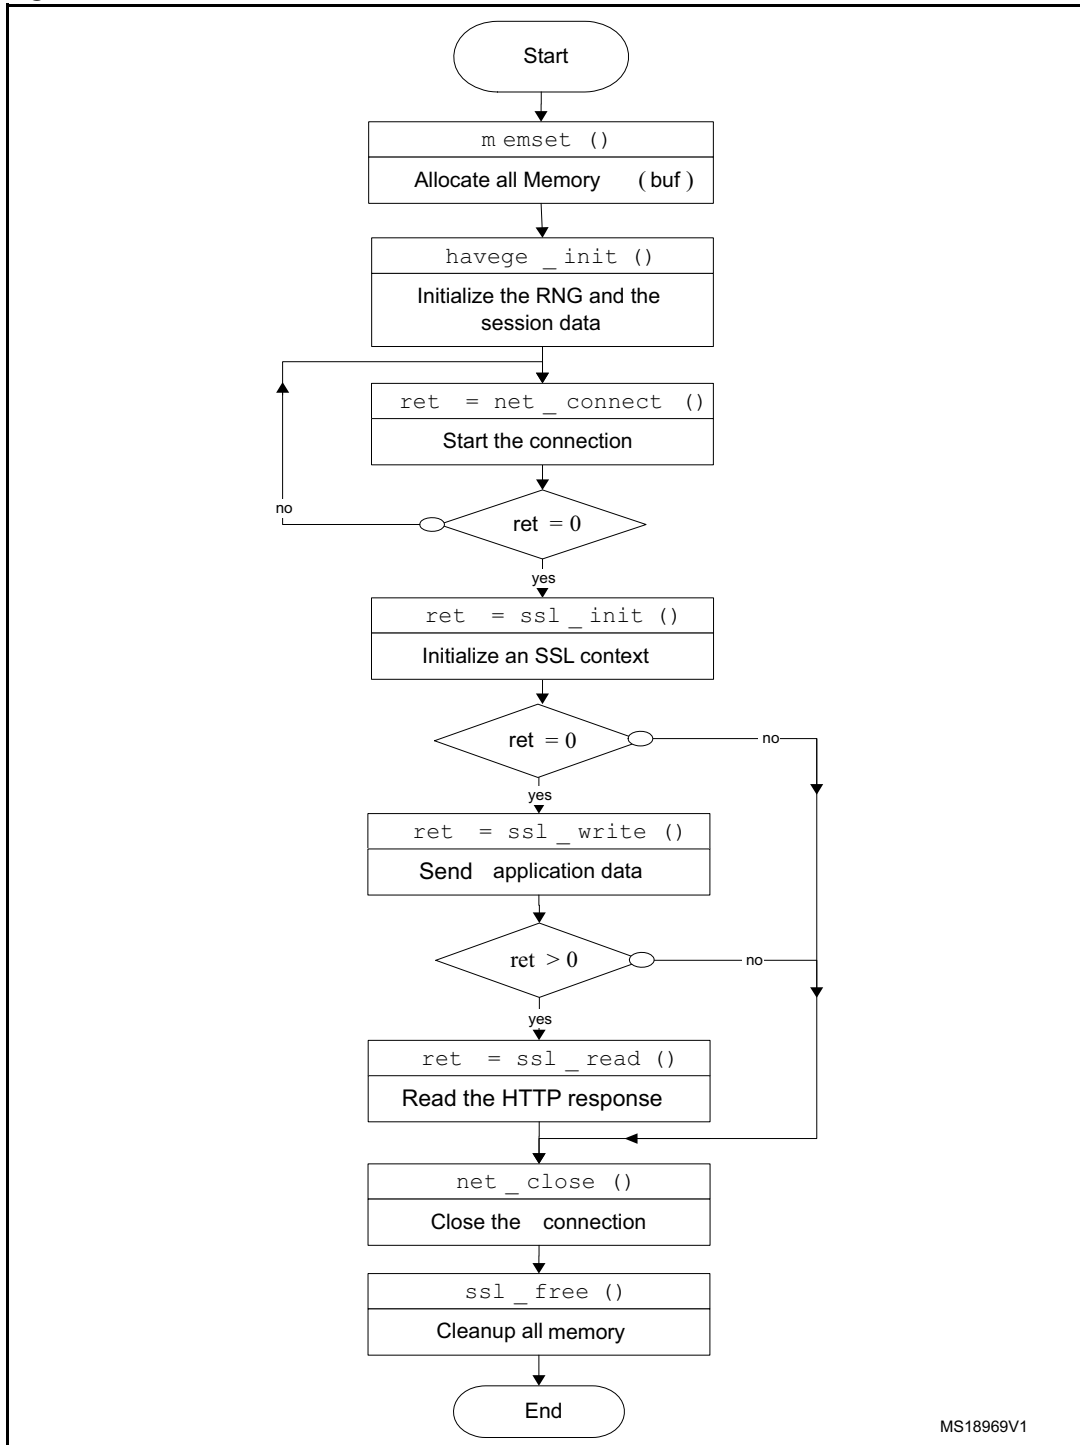 Start
m emset ()
Allocate all Memory ( buf )
havege _ init ()
Initialize the RNG and the
session data
ret = net _ connect ()
Start the connection
no
ret = 0
yes
ret = ssl _ init ()
Initialize an SSL context
ret = 0
no
yes
ret = ssl _ write ()
Send application data
ret > 0
no
yes
ret = ssl _ read ()
Read the HTTP response
net _ close ()
Close the connection
ssl _ free ()
Cleanup all memory
End
MS18969V1